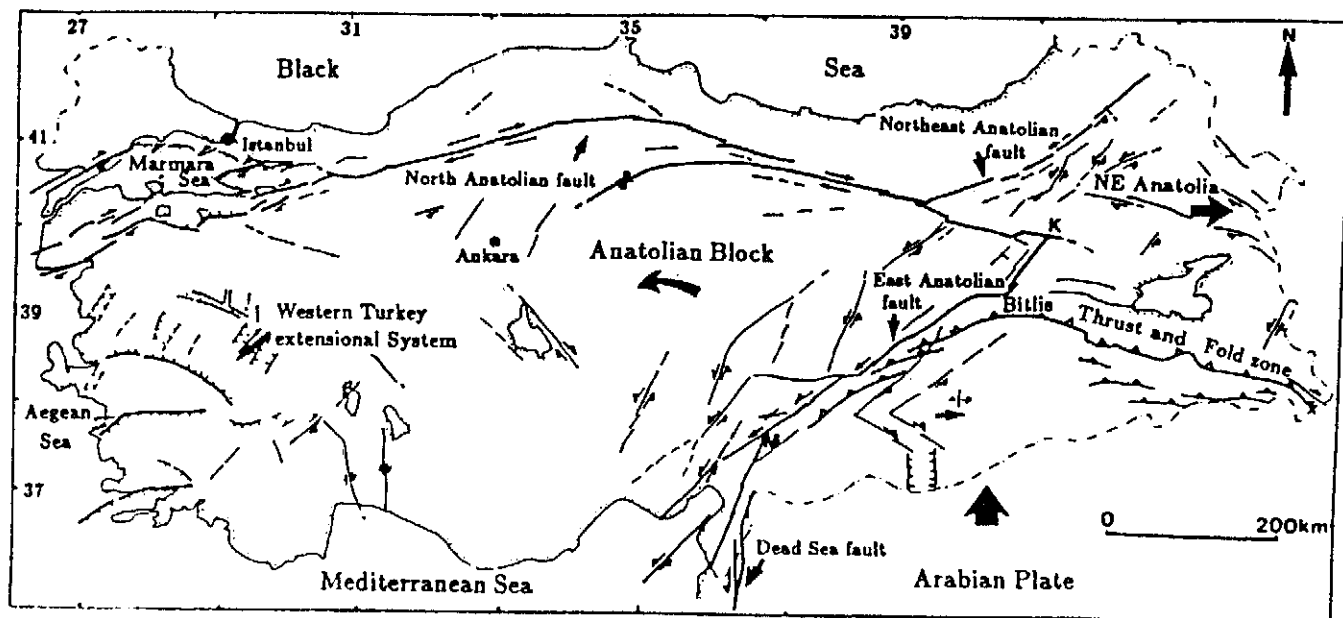 27
31
35
39
N
Black
Sea
41
Istanbul
Marmara
Sea
North Anatolian fault
Northeast Anatolian
fault
NE Anatolia
K
Ankara
Anatolian Block
East Anatolian
fault
Bitlis
Thrust and Fold zone
39
Western Turkey
extensional System
Aegean
Sea
M
37
0
200km
Dead Sea fault
Mediterranean Sea
Arabian Plate